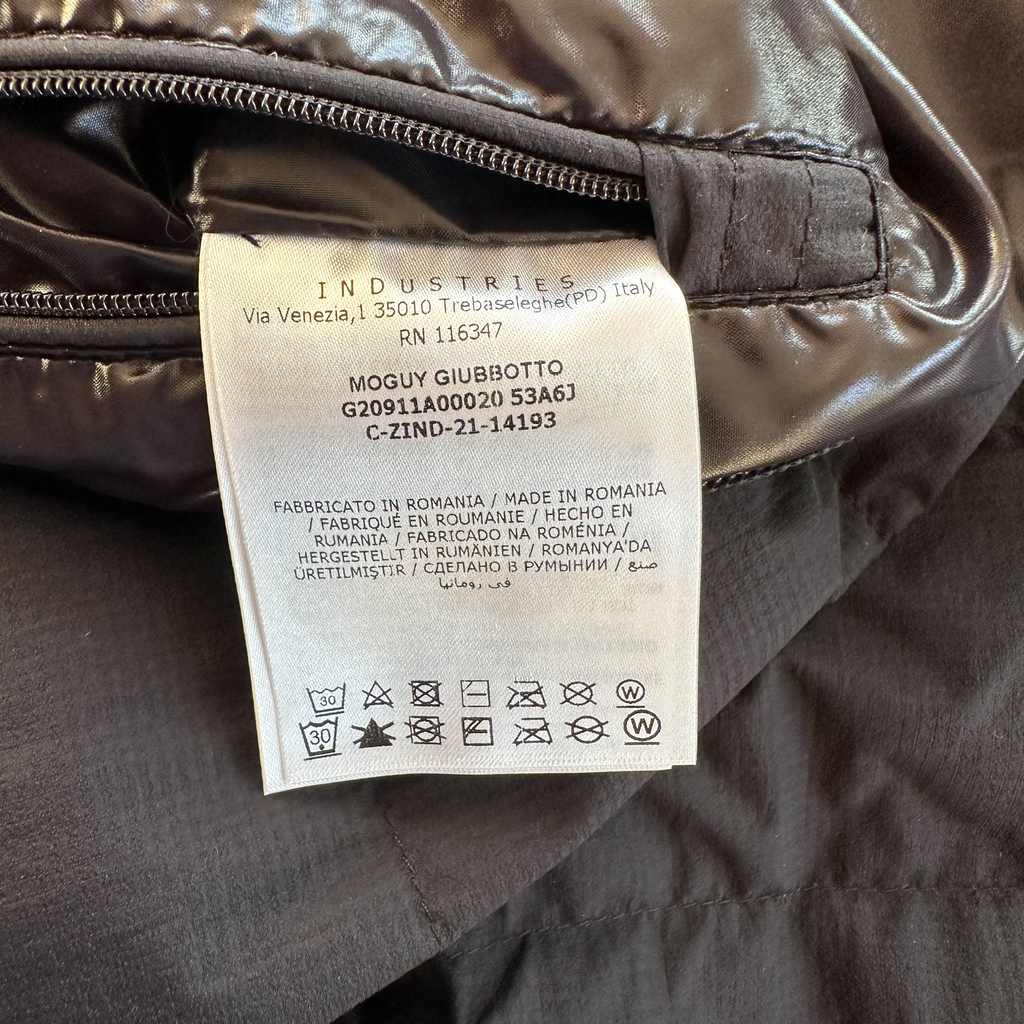 INDUSTRIES
Via Venezia,1 35010 Trebaseleghe(PD) Italy
RN 116347
MOGUY GIUBBOTTO
G20911A00020 53A6J
C-ZIND-21-14193
FABBRICATO IN ROMANIA / MADE IN ROMANIA
/ FABRIQUÉ EN ROUMANIE / HECHO EN
RUMANIA / FABRICADO NA ROMÉNIA /
HERGESTELLT IN RUMÄNIEN / ROMANYA'DA
ÜRETILMIŞTIR / СДЕЛАНО В РУМЫНИИ / صنع
في رومانيا
30 W
30 W